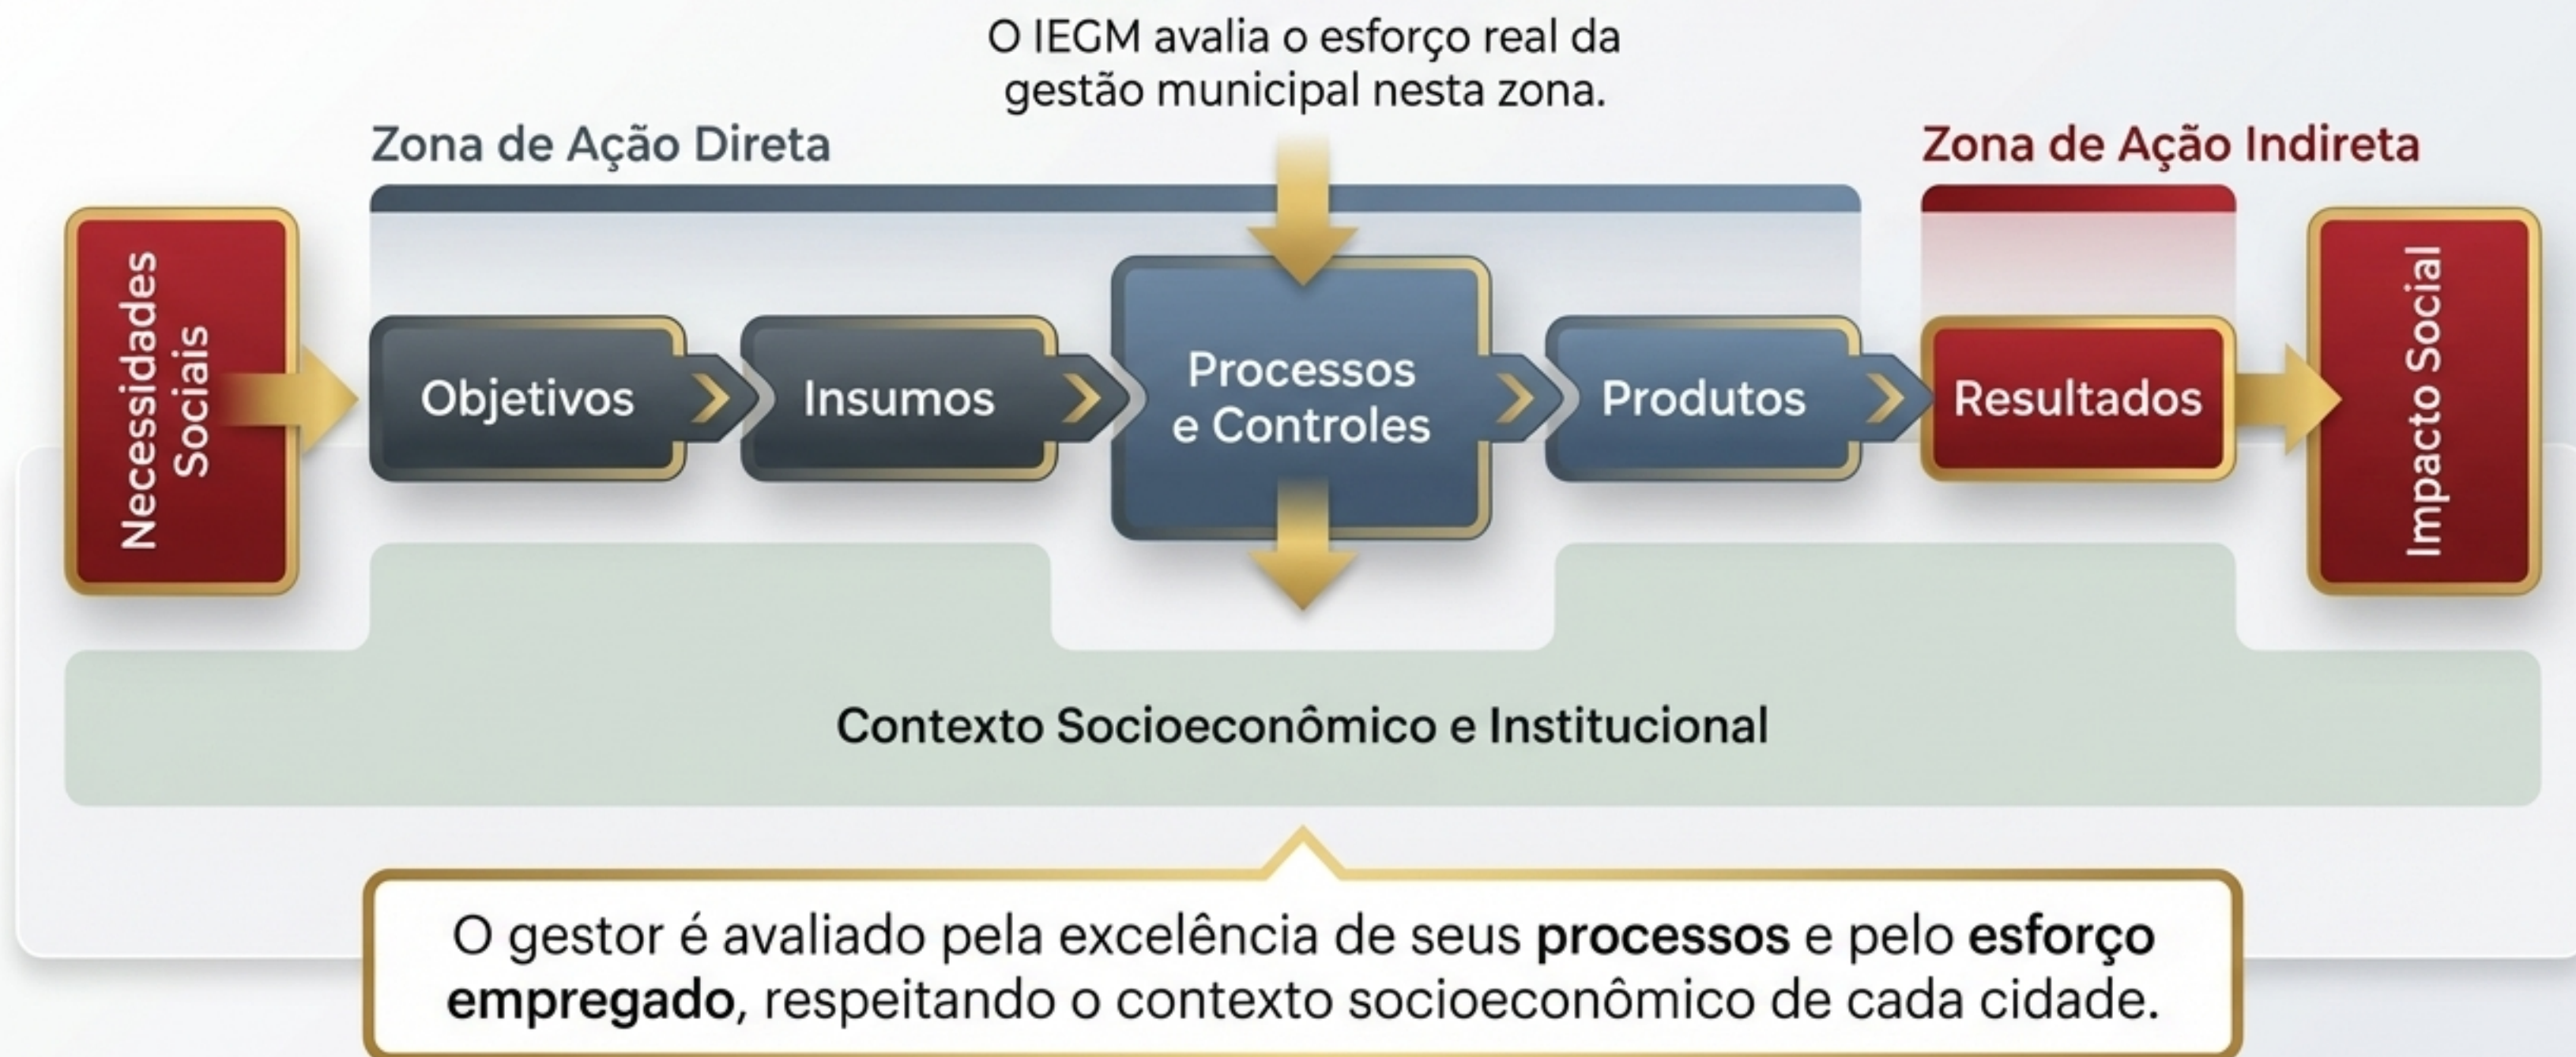 O IEGM avalia o esforço real da
gestão municipal nesta zona.
Zona de Ação Direta
Zona de Ação Indireta
Necessidades
Sociais
Objetivos
Insumos
Processos
e Controles
Produtos
Resultados
Impacto Social
Contexto Socioeconômico e Institucional
O gestor é avaliado pela excelência de seus processos e pelo esforço
empregado, respeitando o contexto socioeconômico de cada cidade.